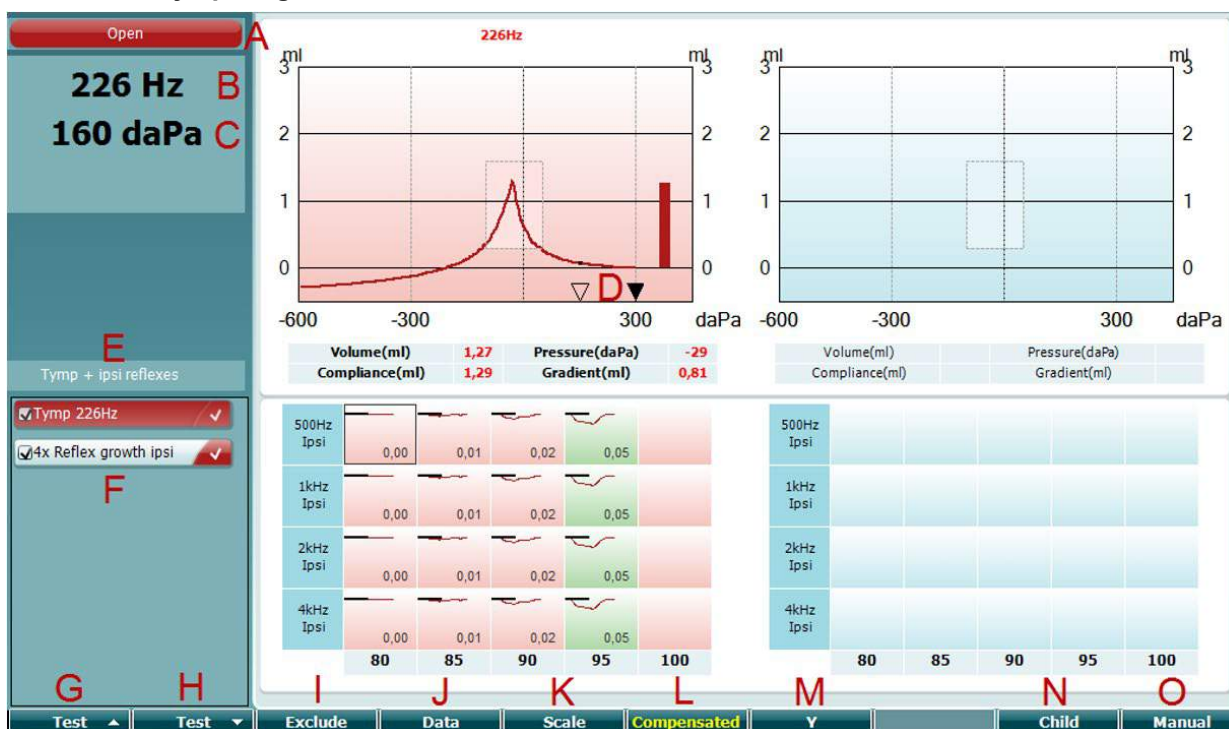 Open
A
226 Hz B
160 daPa C
E
Tymp + ipsi reflexes
Tymp 226Hz
4x Reflex growth ipsi
F
226Hz
ml ml
3 3
2 2
1 1
0 0
D
-600 -300 300 daPa
Volume(ml) 1,27 Pressure(daPa) -29
Compliance(ml) 1,29 Gradient(ml) 0,81
ml ml
3 3
2 2
1 1
0 0
-600 -300 300 daPa
Volume(ml) Pressure(daPa)
Compliance(ml) Gradient(ml)
500Hz
Ipsi
0,00 0,01 0,02 0,05
1kHz
Ipsi
0,00 0,01 0,02 0,05
2kHz
Ipsi
0,00 0,01 0,02 0,05
4kHz
Ipsi
0,00 0,01 0,02 0,05
80 85 90 95 100
500Hz
Ipsi
1kHz
Ipsi
2kHz
Ipsi
4kHz
Ipsi
80 85 90 95 100
G H I J K L M N O
Test Test Exclude Data Scale Compensated Y Child Manual